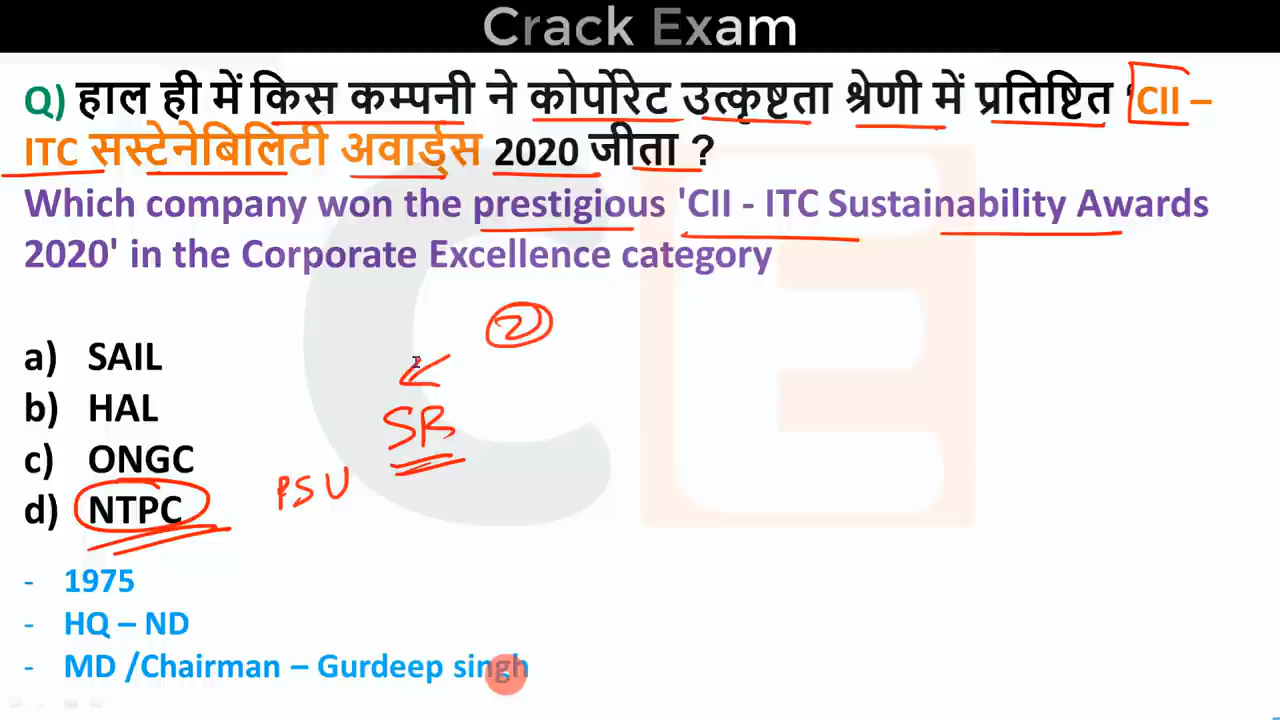 Crack Exam
Q) हाल ही में किस कम्पनी ने कोर्पोरेट उत्कृष्टता श्रेणी में प्रतिष्टित 'CII –
ITC सस्टेनेबिलिटी अवार्ड्स 2020 जीता ?
Which company won the prestigious 'CII - ITC Sustainability Awards
2020' in the Corporate Excellence category
2
a) SAIL
b) HAL
SR
c) ONGC
PSU
d) NTPC
- 1975
- HQ – ND
- MD /Chairman – Gurdeep singh